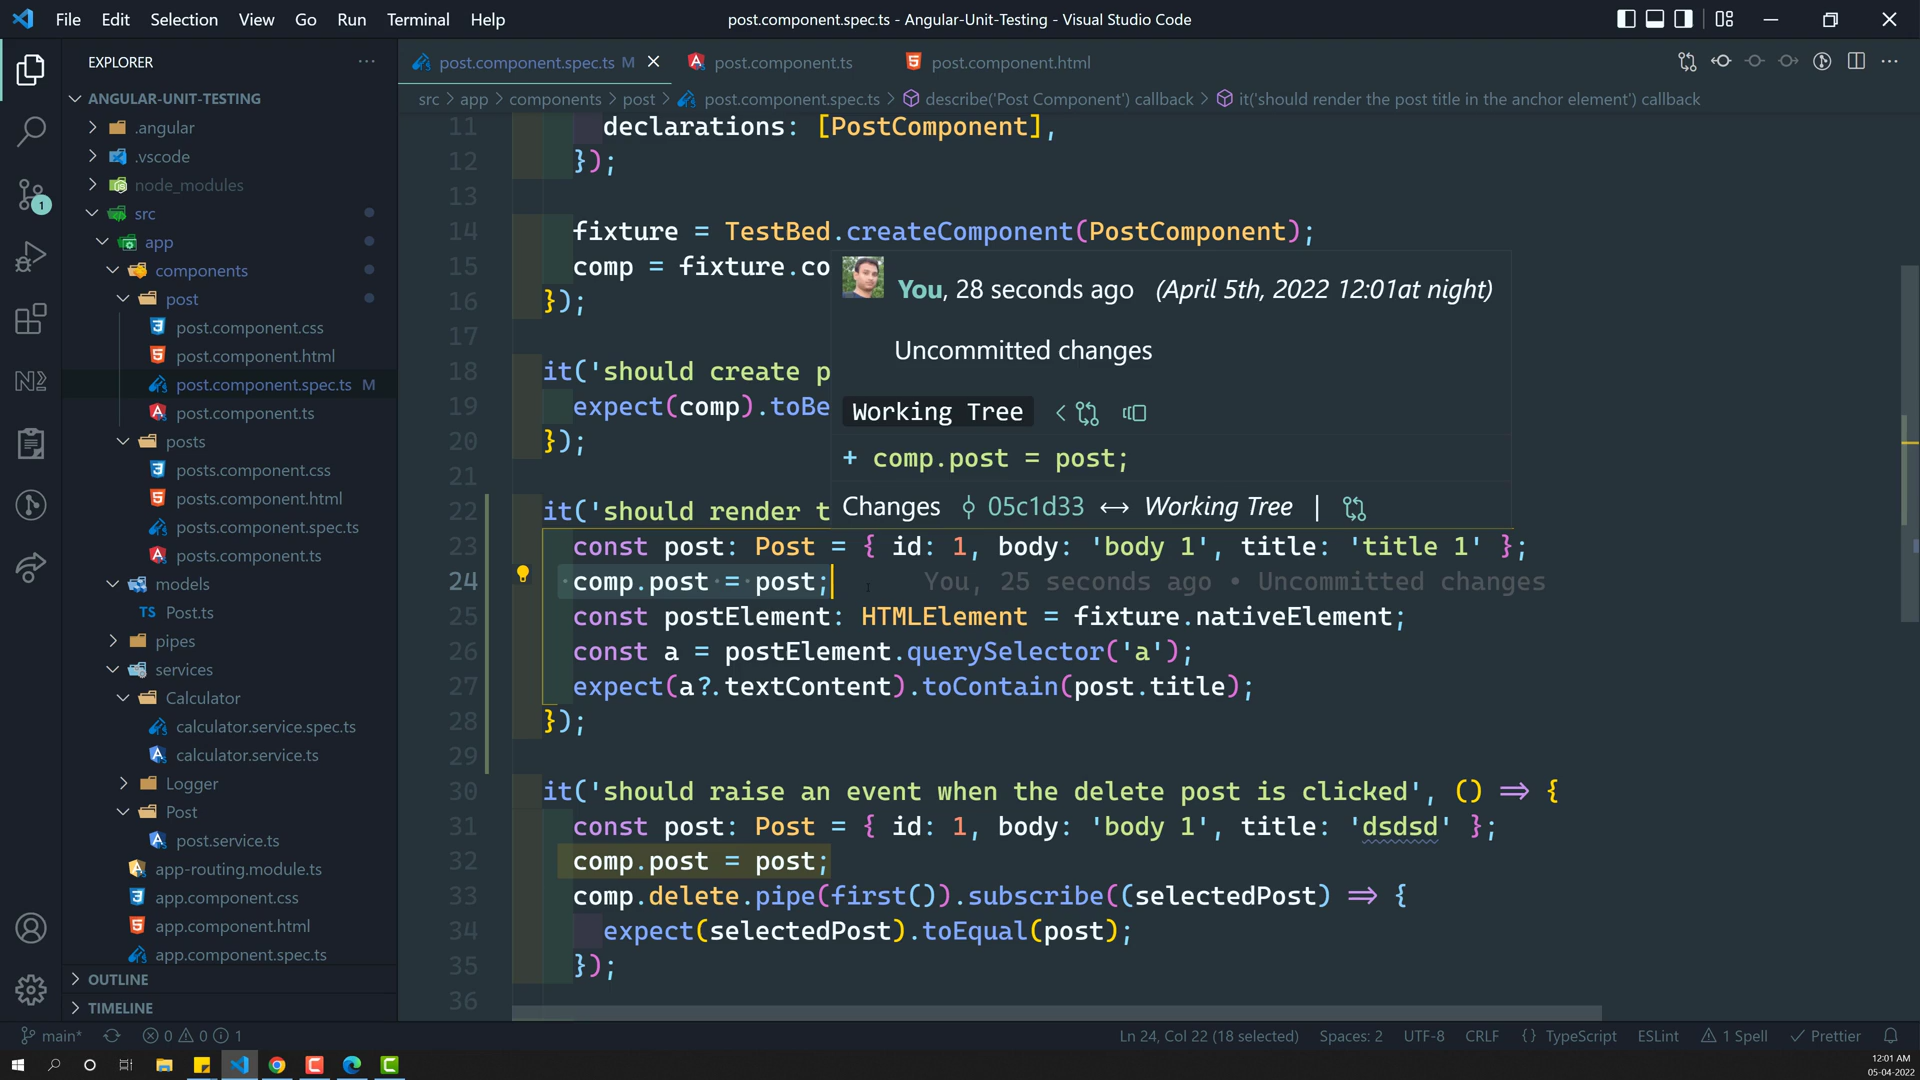 File Edit Selection View Go Run Terminal Help
post.component.spec.ts - Angular-Unit-Testing - Visual Studio Code
EXPLORER
ANGULAR-UNIT-TESTING
.angular
.vscode
node_modules
src
app
components
post
post.component.css
post.component.html
post.component.spec.ts M
post.component.ts
posts
posts.component.css
posts.component.html
posts.component.spec.ts
posts.component.ts
models
TS Post.ts
pipes
services
Calculator
calculator.service.spec.ts
calculator.service.ts
Logger
Post
post.service.ts
app-routing.module.ts
app.component.css
app.component.html
app.component.spec.ts
OUTLINE
TIMELINE
post.component.spec.ts M
post.component.ts
post.component.html
src > app > components > post > post.component.spec.ts > describe('Post Component') callback > it('should render the post title in the anchor element') callback
11 declarations: [PostComponent],
12 });
13
14 fixture = TestBed.createComponent(PostComponent);
15 comp = fixture.co
16 });
17
18 it('should create p
19 expect(comp).toBe
20 });
21
22 it('should render t
You, 28 seconds ago (April 5th, 2022 12:01at night)
Uncommitted changes
Working Tree
+ comp.post = post;
Changes 05c1d33 ↔ Working Tree |
23 const post: Post = { id: 1, body: 'body 1', title: 'title 1' };
24 comp.post = post; You, 25 seconds ago • Uncommitted changes
25 const postElement: HTMLElement = fixture.nativeElement;
26 const a = postElement.querySelector('a');
27 expect(a?.textContent).toContain(post.title);
28 });
29
30 it('should raise an event when the delete post is clicked', () => {
31 const post: Post = { id: 1, body: 'body 1', title: 'dsdsd' };
32 comp.post = post;
33 comp.delete.pipe(first()).subscribe((selectedPost) => {
34 expect(selectedPost).toEqual(post);
35 });
36
main* 0 0 1
Ln 24, Col 22 (18 selected) Spaces: 2 UTF-8 CRLF {} TypeScript ESLint 1 Spell Prettier
12:01 AM
05-04-2022